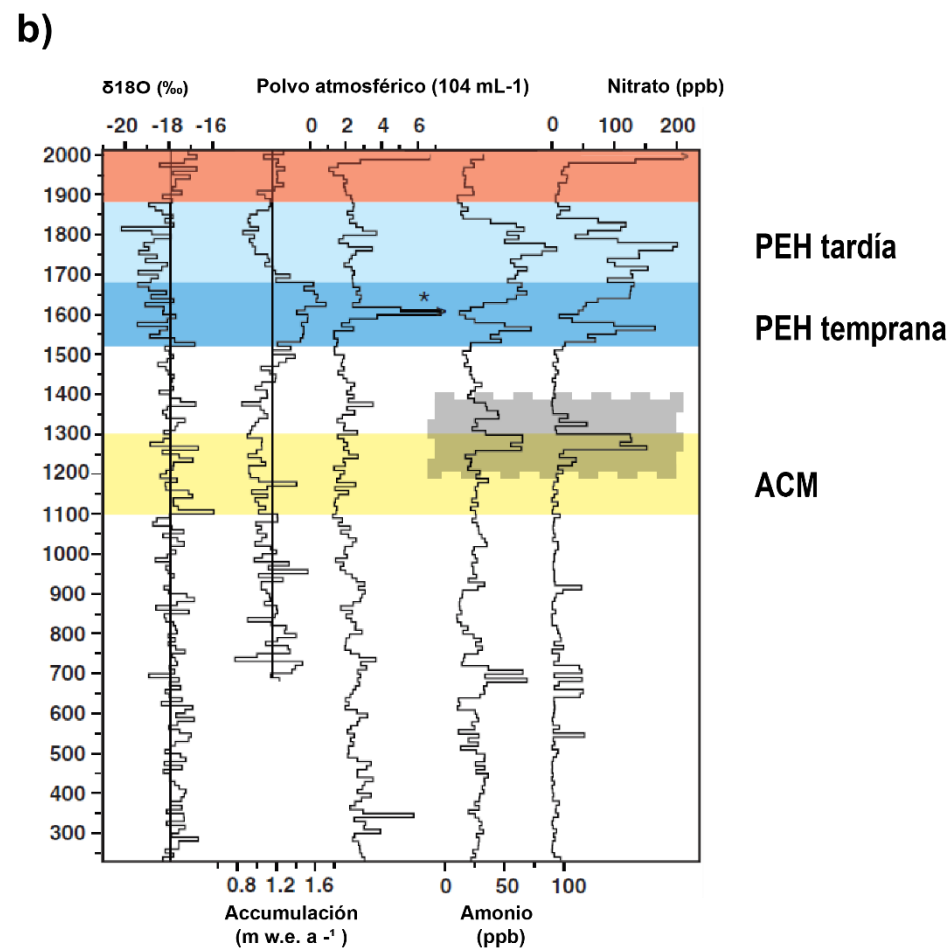 b)
δ18O (‰) Polvo atmosférico (104 mL-1) Nitrato (ppb)
-20 -18 -16 0 2 4 6 0 100 200
2000
1900
1800
PEH tardía
1700
*
1600
PEH temprana
1500
1400
1300
1200
ACM
1100
1000
900
800
700
600
500
400
300
0.8 1.2 1.6 0 50 100
Accumulación Amonio
(m w.e. a -¹ ) (ppb)